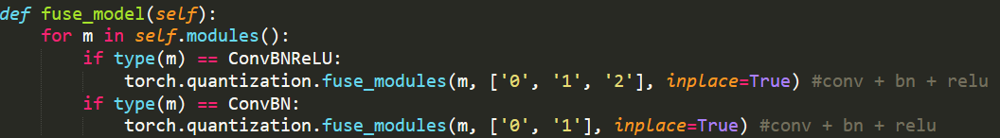 def fuse_model(self):
    for m in self.modules():
        if type(m) == ConvBNReLU:
            torch.quantization.fuse_modules(m, ['0', '1', '2'], inplace=True) #conv + bn + relu
        if type(m) == ConvBN:
            torch.quantization.fuse_modules(m, ['0', '1'], inplace=True) #conv + bn + relu